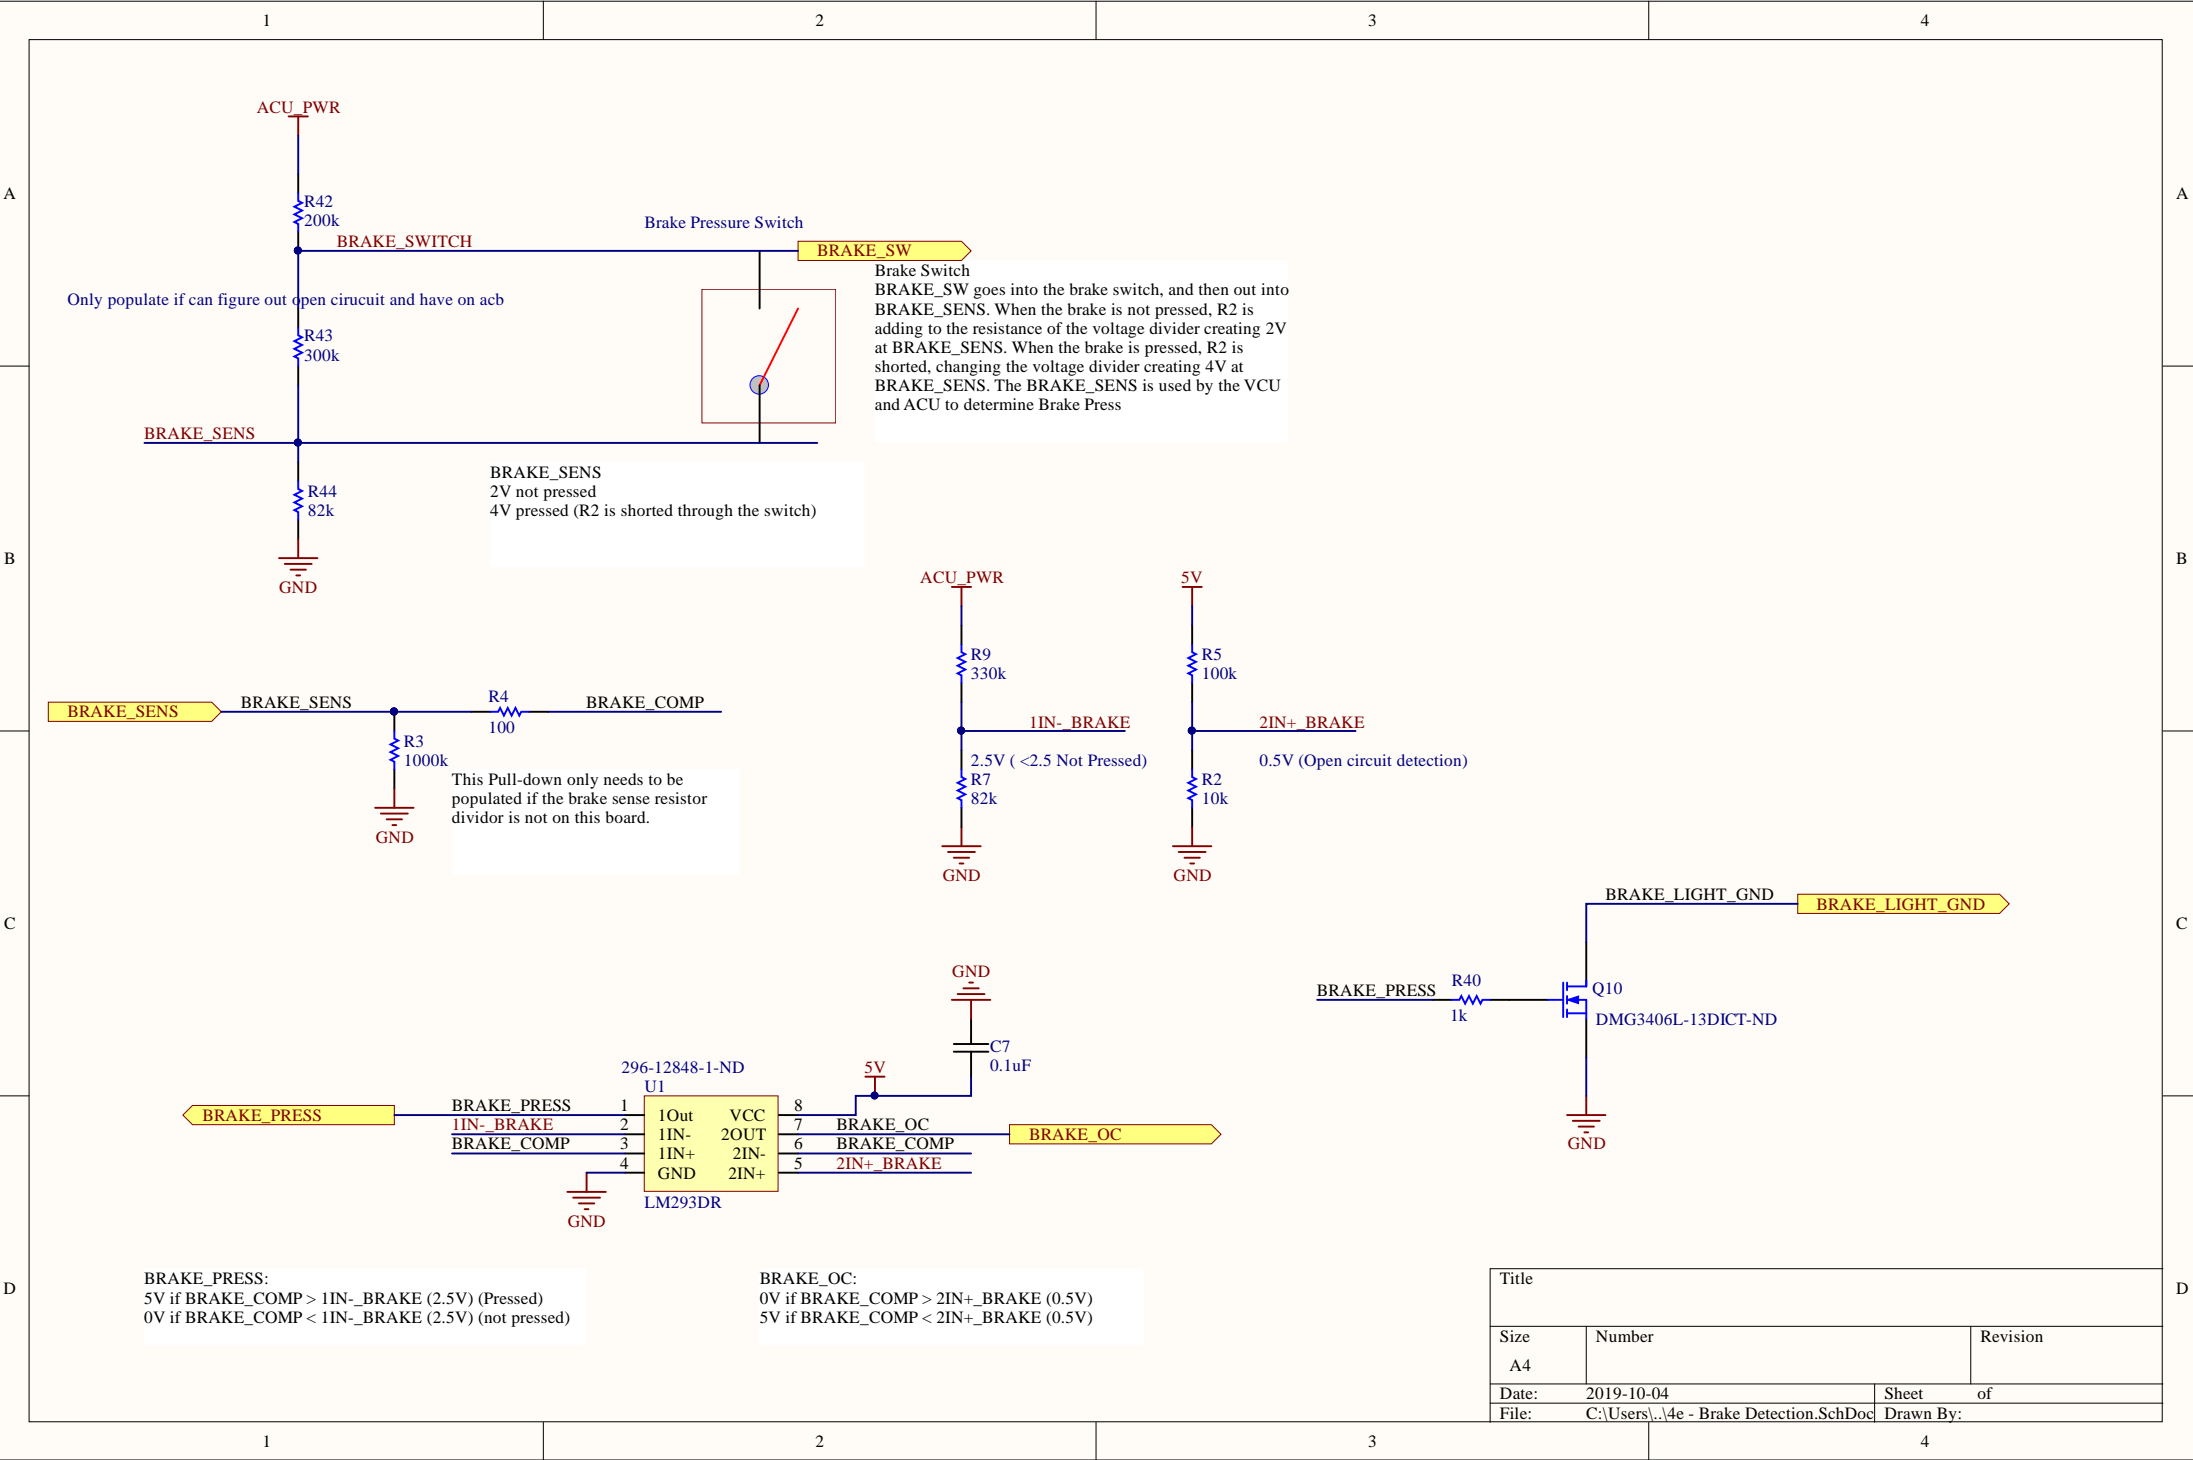 1 2 3 4
A A
ACU_PWR
R42
200k
BRAKE_SWITCH
Brake Pressure Switch
BRAKE_SW
Only populate if can figure out open cirucuit and have on acb
R43
300k
Brake Switch
BRAKE_SW goes into the brake switch, and then out into
BRAKE_SENS. When the brake is not pressed, R2 is
adding to the resistance of the voltage divider creating 2V
at BRAKE_SENS. When the brake is pressed, R2 is
shorted, changing the voltage divider creating 4V at
BRAKE_SENS. The BRAKE_SENS is used by the VCU
and ACU to determine Brake Press
BRAKE_SENS
R44
82k
GND
BRAKE_SENS
2V not pressed
4V pressed (R2 is shorted through the switch)
B B
BRAKE_SENS
BRAKE_SENS
R4
100
BRAKE_COMP
R3
1000k
GND
This Pull-down only needs to be
populated if the brake sense resistor
dividor is not on this board.
ACU_PWR
R9
330k
1IN-_BRAKE
2.5V ( <2.5 Not Pressed)
R7
82k
GND
5V
R5
100k
2IN+_BRAKE
0.5V (Open circuit detection)
R2
10k
GND
C C
BRAKE_LIGHT_GND
BRAKE_LIGHT_GND
BRAKE_PRESS
R40
1k
Q10
DMG3406L-13DICT-ND
GND
GND
C7
0.1uF
5V
296-12848-1-ND
U1
BRAKE_PRESS
BRAKE_PRESS 1 1Out VCC 8
1IN-_BRAKE 2 1IN- 2OUT 7 BRAKE_OC
BRAKE_OC
BRAKE_COMP 3 1IN+ 2IN- 6 BRAKE_COMP
4 GND 2IN+ 5 2IN+_BRAKE
LM293DR
GND
D D
BRAKE_PRESS:
5V if BRAKE_COMP > 1IN-_BRAKE (2.5V) (Pressed)
0V if BRAKE_COMP < 1IN-_BRAKE (2.5V) (not pressed)
BRAKE_OC:
0V if BRAKE_COMP > 2IN+_BRAKE (0.5V)
5V if BRAKE_COMP < 2IN+_BRAKE (0.5V)
Title
Size Number Revision
A4
Date: 2019-10-04 Sheet of
File: C:\Users\..\4e - Brake Detection.SchDoc Drawn By:
1 2 3 4